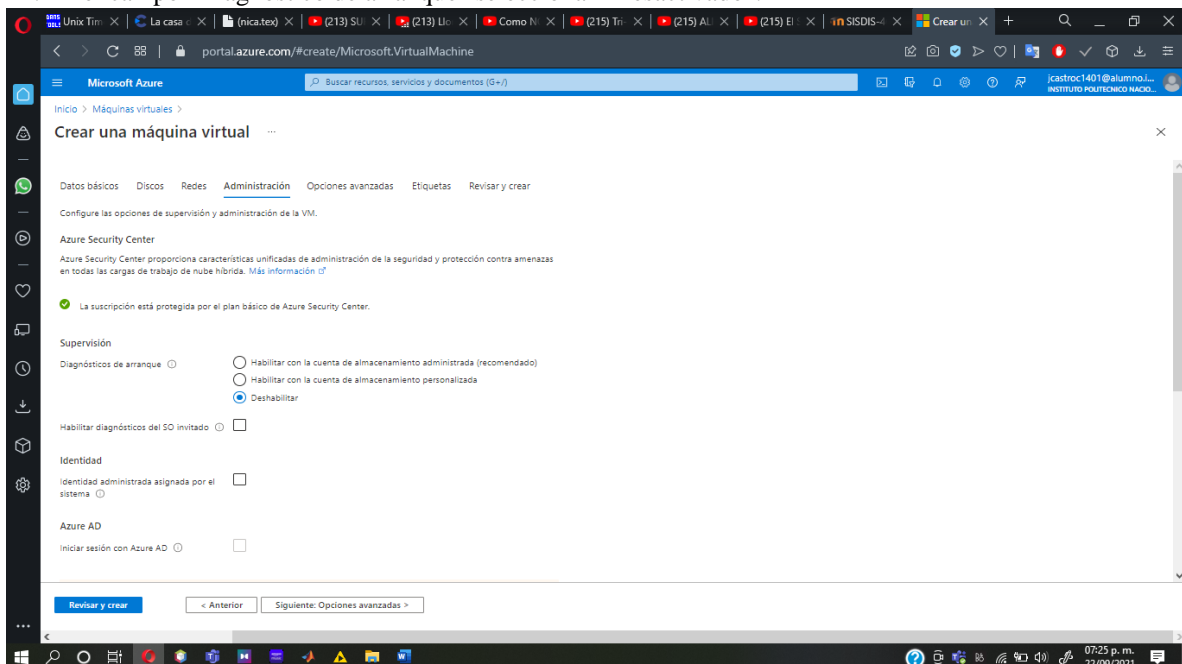 Unix Tim
La casa d
(nica.tex)
(213) SU
(213) Llo
Como N
(215) Tri-
(215) AL
(215) El
SISDIS-4
Crear un
portal.azure.com/#create/Microsoft.VirtualMachine
Microsoft Azure
Buscar recursos, servicios y documentos (G+/)
jcastroc1401@alumno.i...
INSTITUTO POLITECNICO NACIO...
Inicio > Máquinas virtuales >
Crear una máquina virtual ...
Datos básicos Discos Redes Administración Opciones avanzadas Etiquetas Revisar y crear
Configure las opciones de supervisión y administración de la VM.
Azure Security Center
Azure Security Center proporciona características unificadas de administración de la seguridad y protección contra amenazas
en todas las cargas de trabajo de nube híbrida. Más información
La suscripción está protegida por el plan básico de Azure Security Center.
Supervisión
Diagnósticos de arranque
Habilitar con la cuenta de almacenamiento administrada (recomendado)
Habilitar con la cuenta de almacenamiento personalizada
Deshabilitar
Habilitar diagnósticos del SO invitado
Identidad
Identidad administrada asignada por el
sistema
Azure AD
Iniciar sesión con Azure AD
Revisar y crear
< Anterior
Siguiente: Opciones avanzadas >
07:25 p. m.
22/09/2021